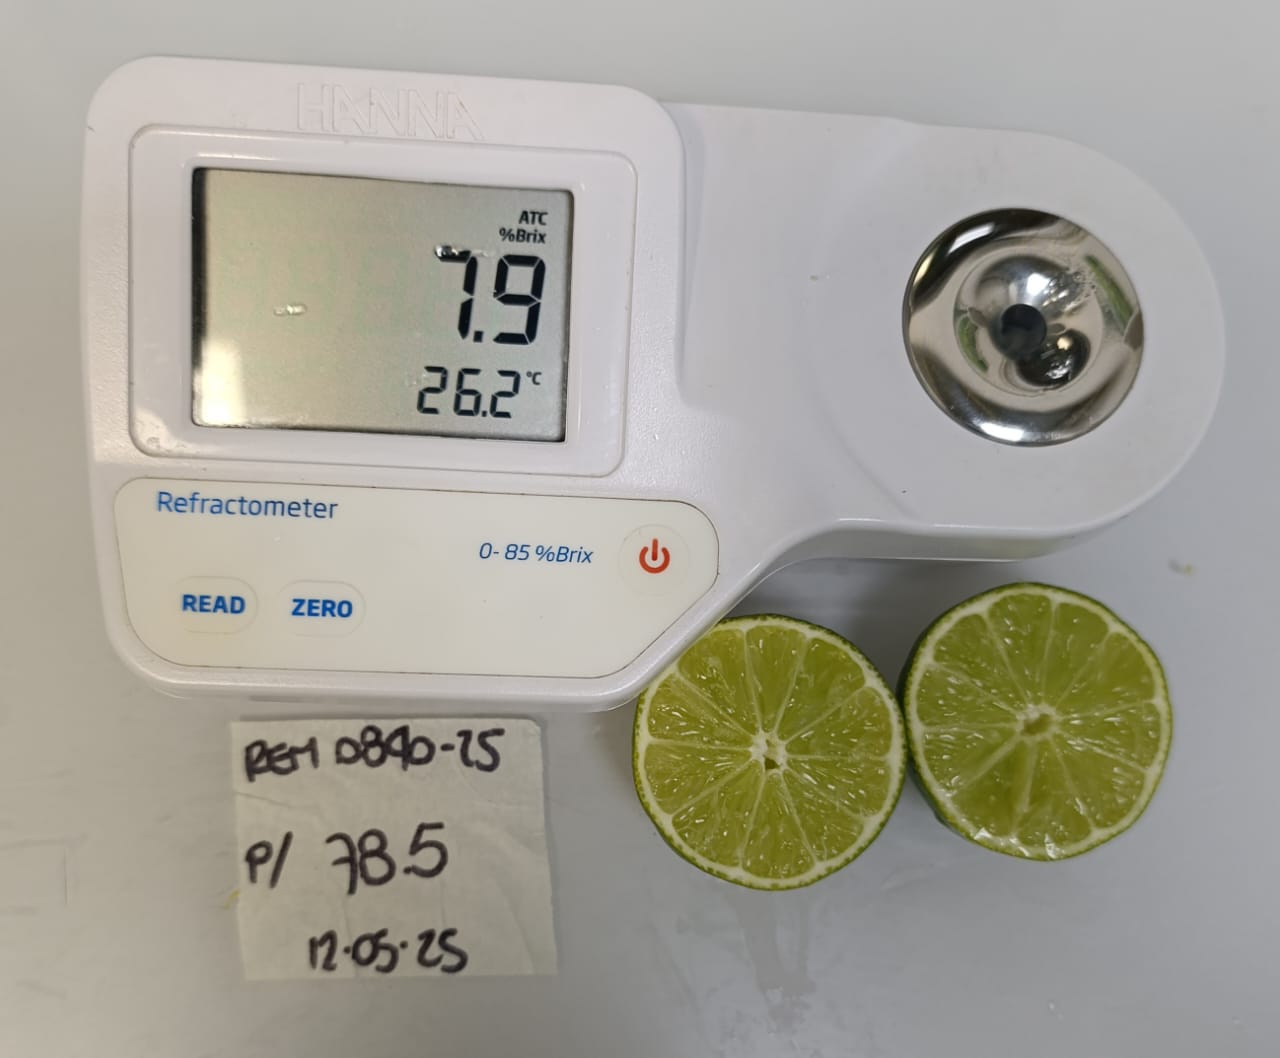 HANNA
ATC
%Brix
7.9
26.2 °C
Refractometer
0- 85 %Brix
READ ZERO
REM 0840-25
P/ 78.5
12.05.25